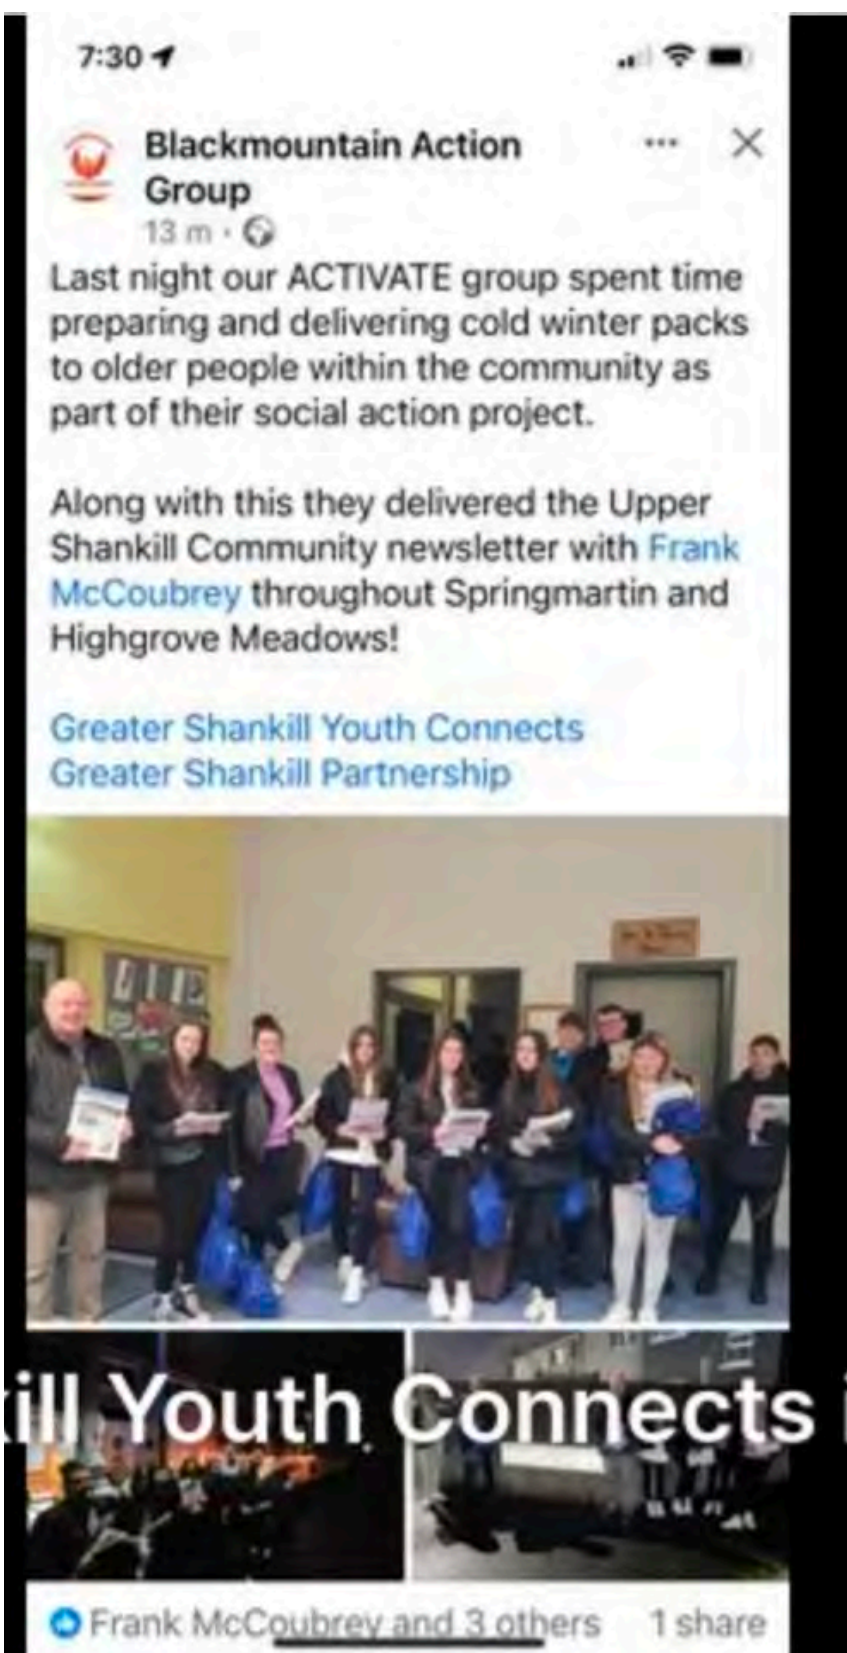 7:30
Blackmountain Action
Group
13 m ·
Last night our ACTIVATE group spent time
preparing and delivering cold winter packs
to older people within the community as
part of their social action project.
Along with this they delivered the Upper
Shankill Community newsletter with Frank
McCoubrey throughout Springmartin and
Highgrove Meadows!
Greater Shankill Youth Connects
Greater Shankill Partnership
ill Youth Connects
Frank McCoubrey and 3 others 1 share